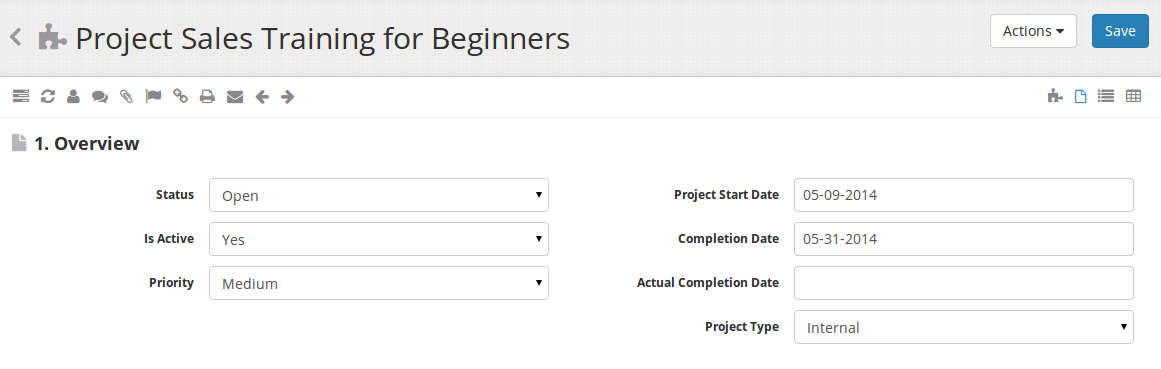 Project Sales Training for Beginners
Actions
Save
1. Overview
Status
Open
Project Start Date
05-09-2014
Is Active
Yes
Completion Date
05-31-2014
Priority
Medium
Actual Completion Date
Project Type
Internal